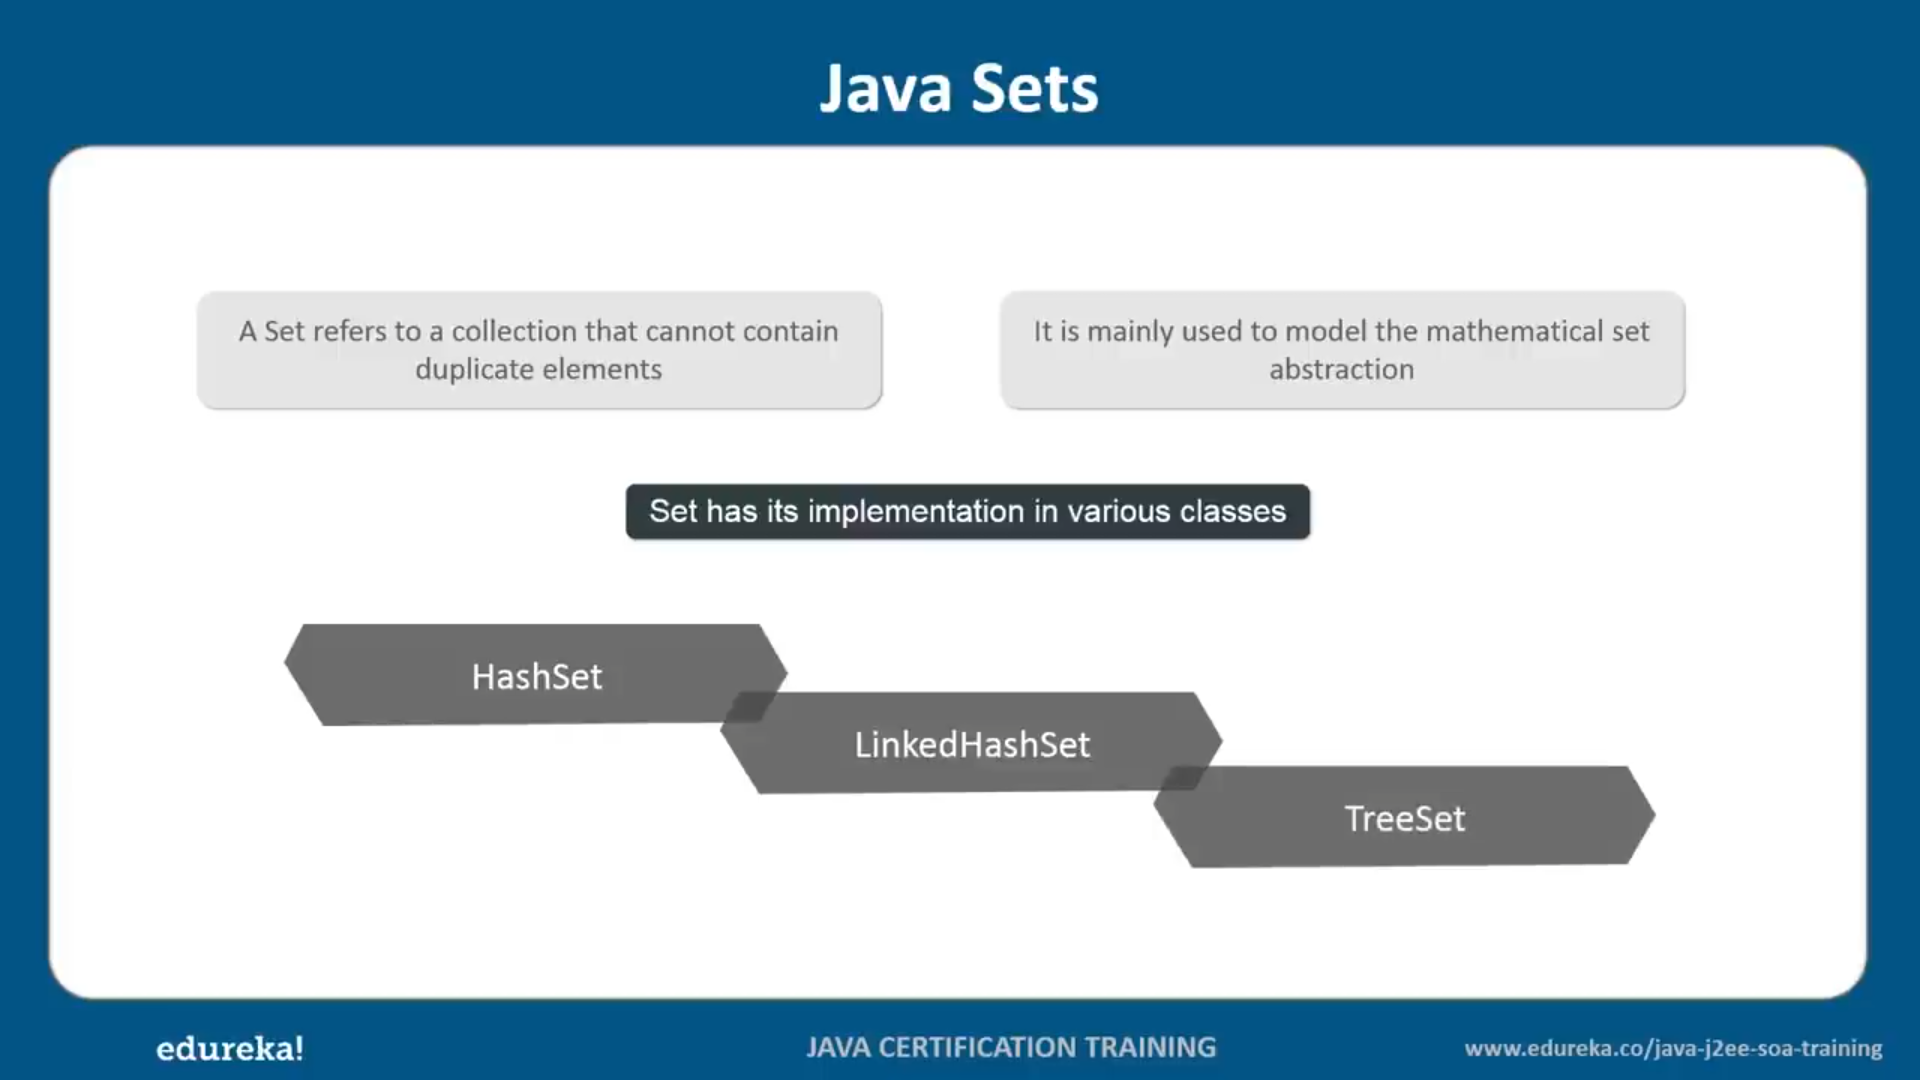 Java Sets
A Set refers to a collection that cannot contain
duplicate elements
It is mainly used to model the mathematical set
abstraction
Set has its implementation in various classes
HashSet
LinkedHashSet
TreeSet
edureka!
JAVA CERTIFICATION TRAINING
www.edureka.co/java-j2ee-soa-training